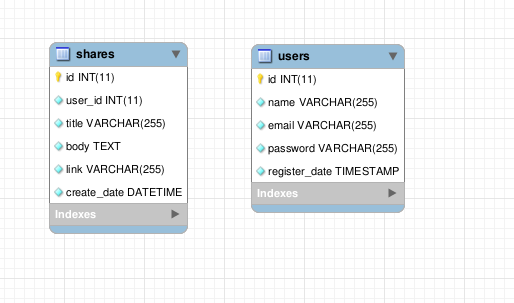 shares
id INT(11)
user_id INT(11)
title VARCHAR(255)
body TEXT
link VARCHAR(255)
create_date DATETIME
Indexes
users
id INT(11)
name VARCHAR(255)
email VARCHAR(255)
password VARCHAR(255)
register_date TIMESTAMP
Indexes